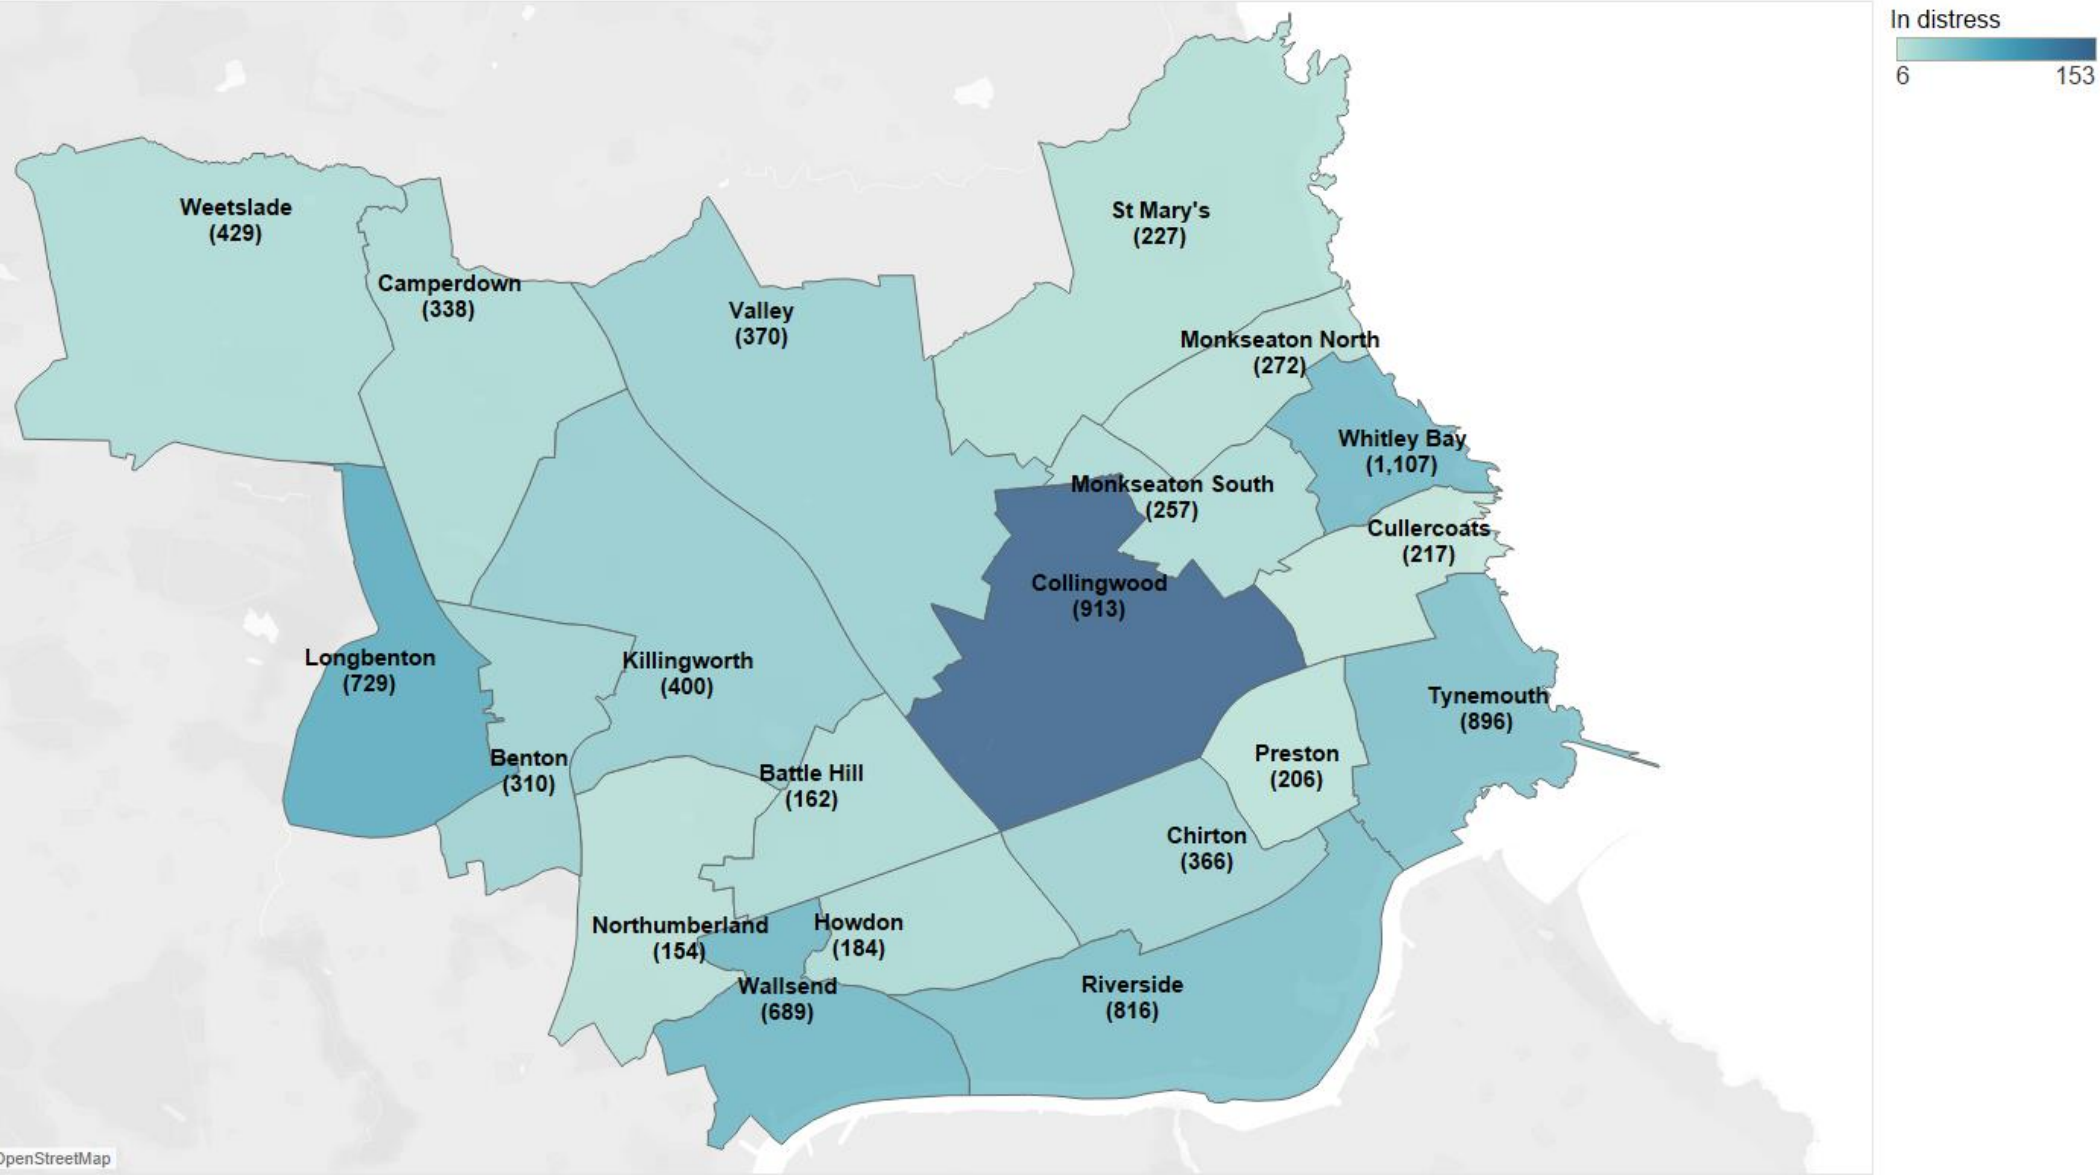 In distress
6 153
Weetslade
(429)
St Mary's
(227)
Camperdown
(338)
Valley
(370)
Monkseaton North
(272)
Whitley Bay
(1,107)
Monkseaton South
(257)
Cullercoats
(217)
Collingwood
(913)
Longbenton
(729)
Killingworth
(400)
Tynemouth
(896)
Benton
(310)
Battle Hill
(162)
Preston
(206)
Chirton
(366)
Northumberland
(154)
Howdon
(184)
Wallsend
(689)
Riverside
(816)
OpenStreetMap